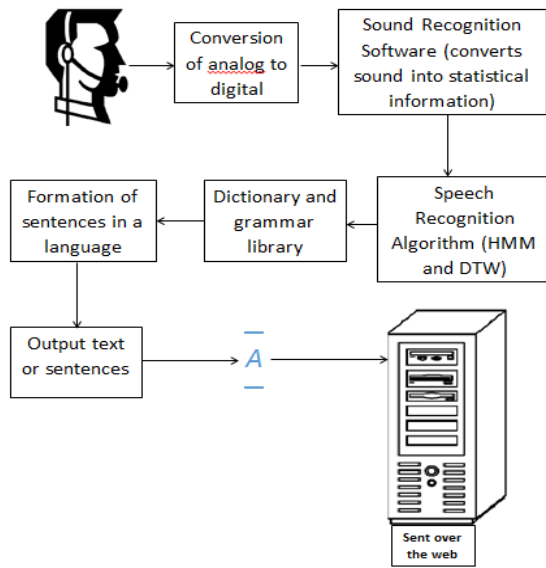 Conversion
of analog to
digital
Sound Recognition
Software (converts
sound into statistical
information)
Speech
Recognition
Algorithm (HMM
and DTW)
Dictionary and
grammar
library
Formation of
sentences in a
language
Output text
or sentences
A
Sent over
the web